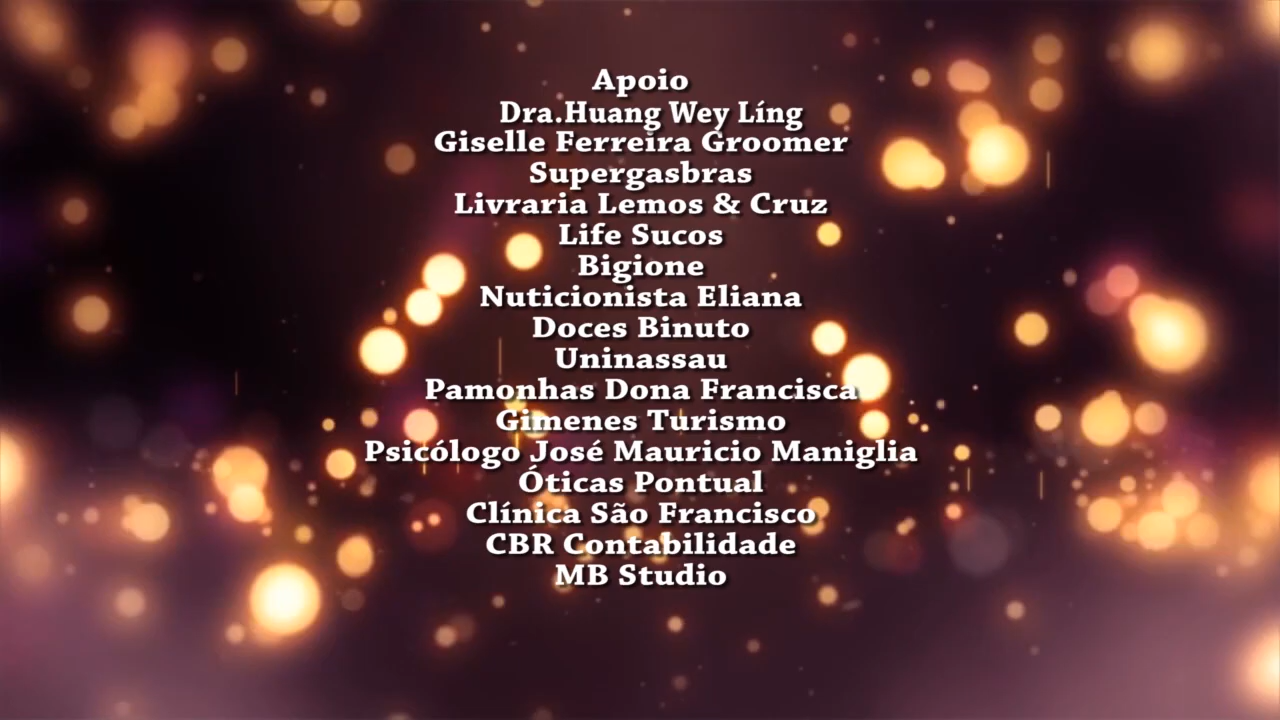 Apoio
Dra.Huang Wey Líng
Giselle Ferreira Groomer
Supergasbras
Livraria Lemos & Cruz
Life Sucos
Bigione
Nuticionista Eliana
Doces Binuto
Uninassau
Pamonhas Dona Francisca
Gimenes Turismo
Psicólogo José Mauricio Maniglia
Óticas Pontual
Clínica São Francisco
CBR Contabilidade
MB Studio